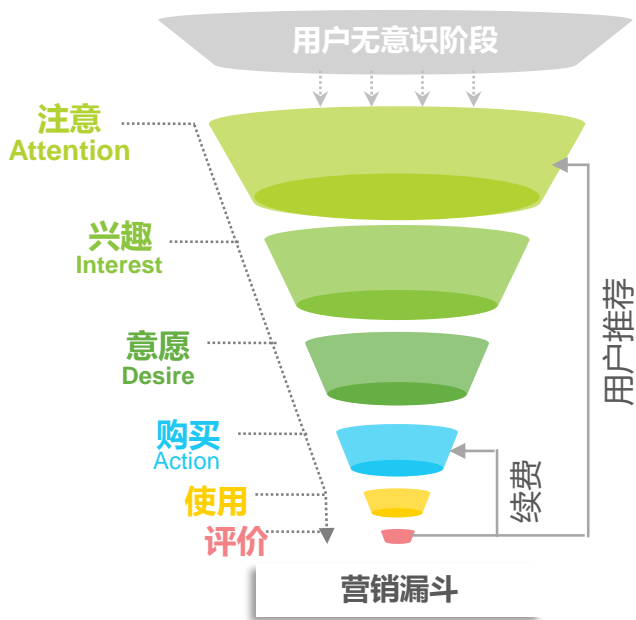 用户无意识阶段
注意
Attention
兴趣
Interest
意愿
Desire
购买
Action
使用
评价
用户推荐
续费
营销漏斗